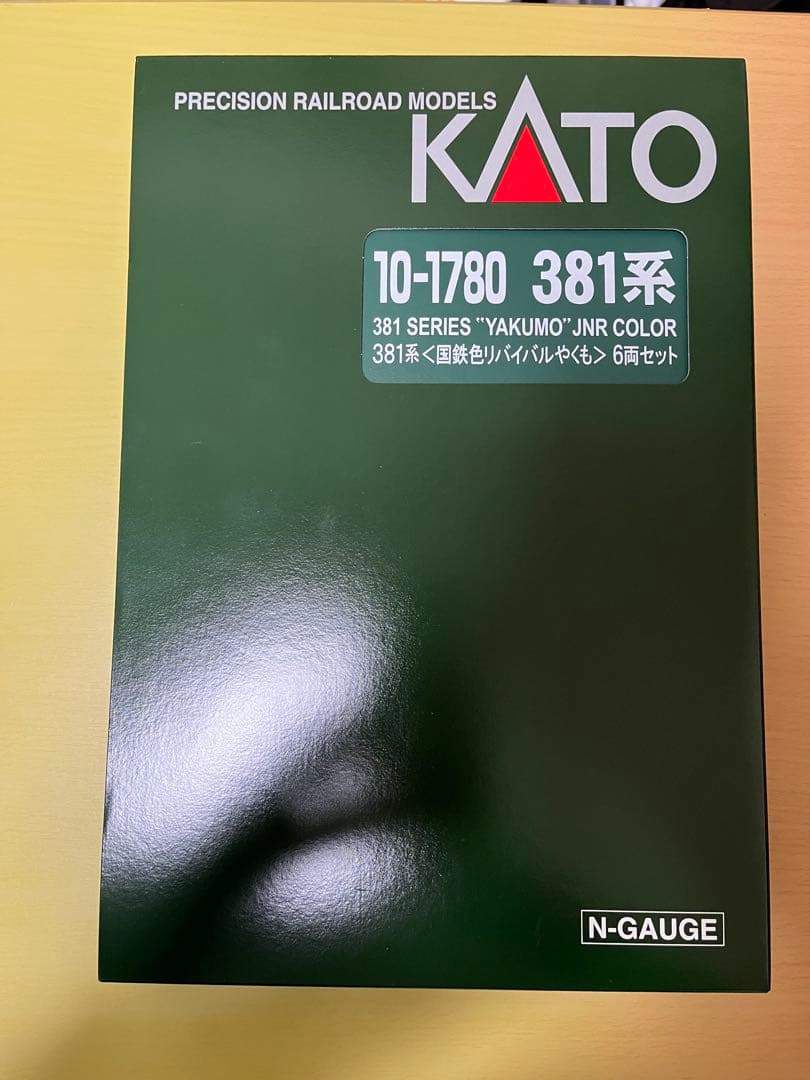 PRECISION RAILROAD MODELS
KATO
10-1780 381系
381 SERIES “YAKUMO” JNR COLOR
381系<国鉄色リバイバルやくも> 6両セット
N-GAUGE